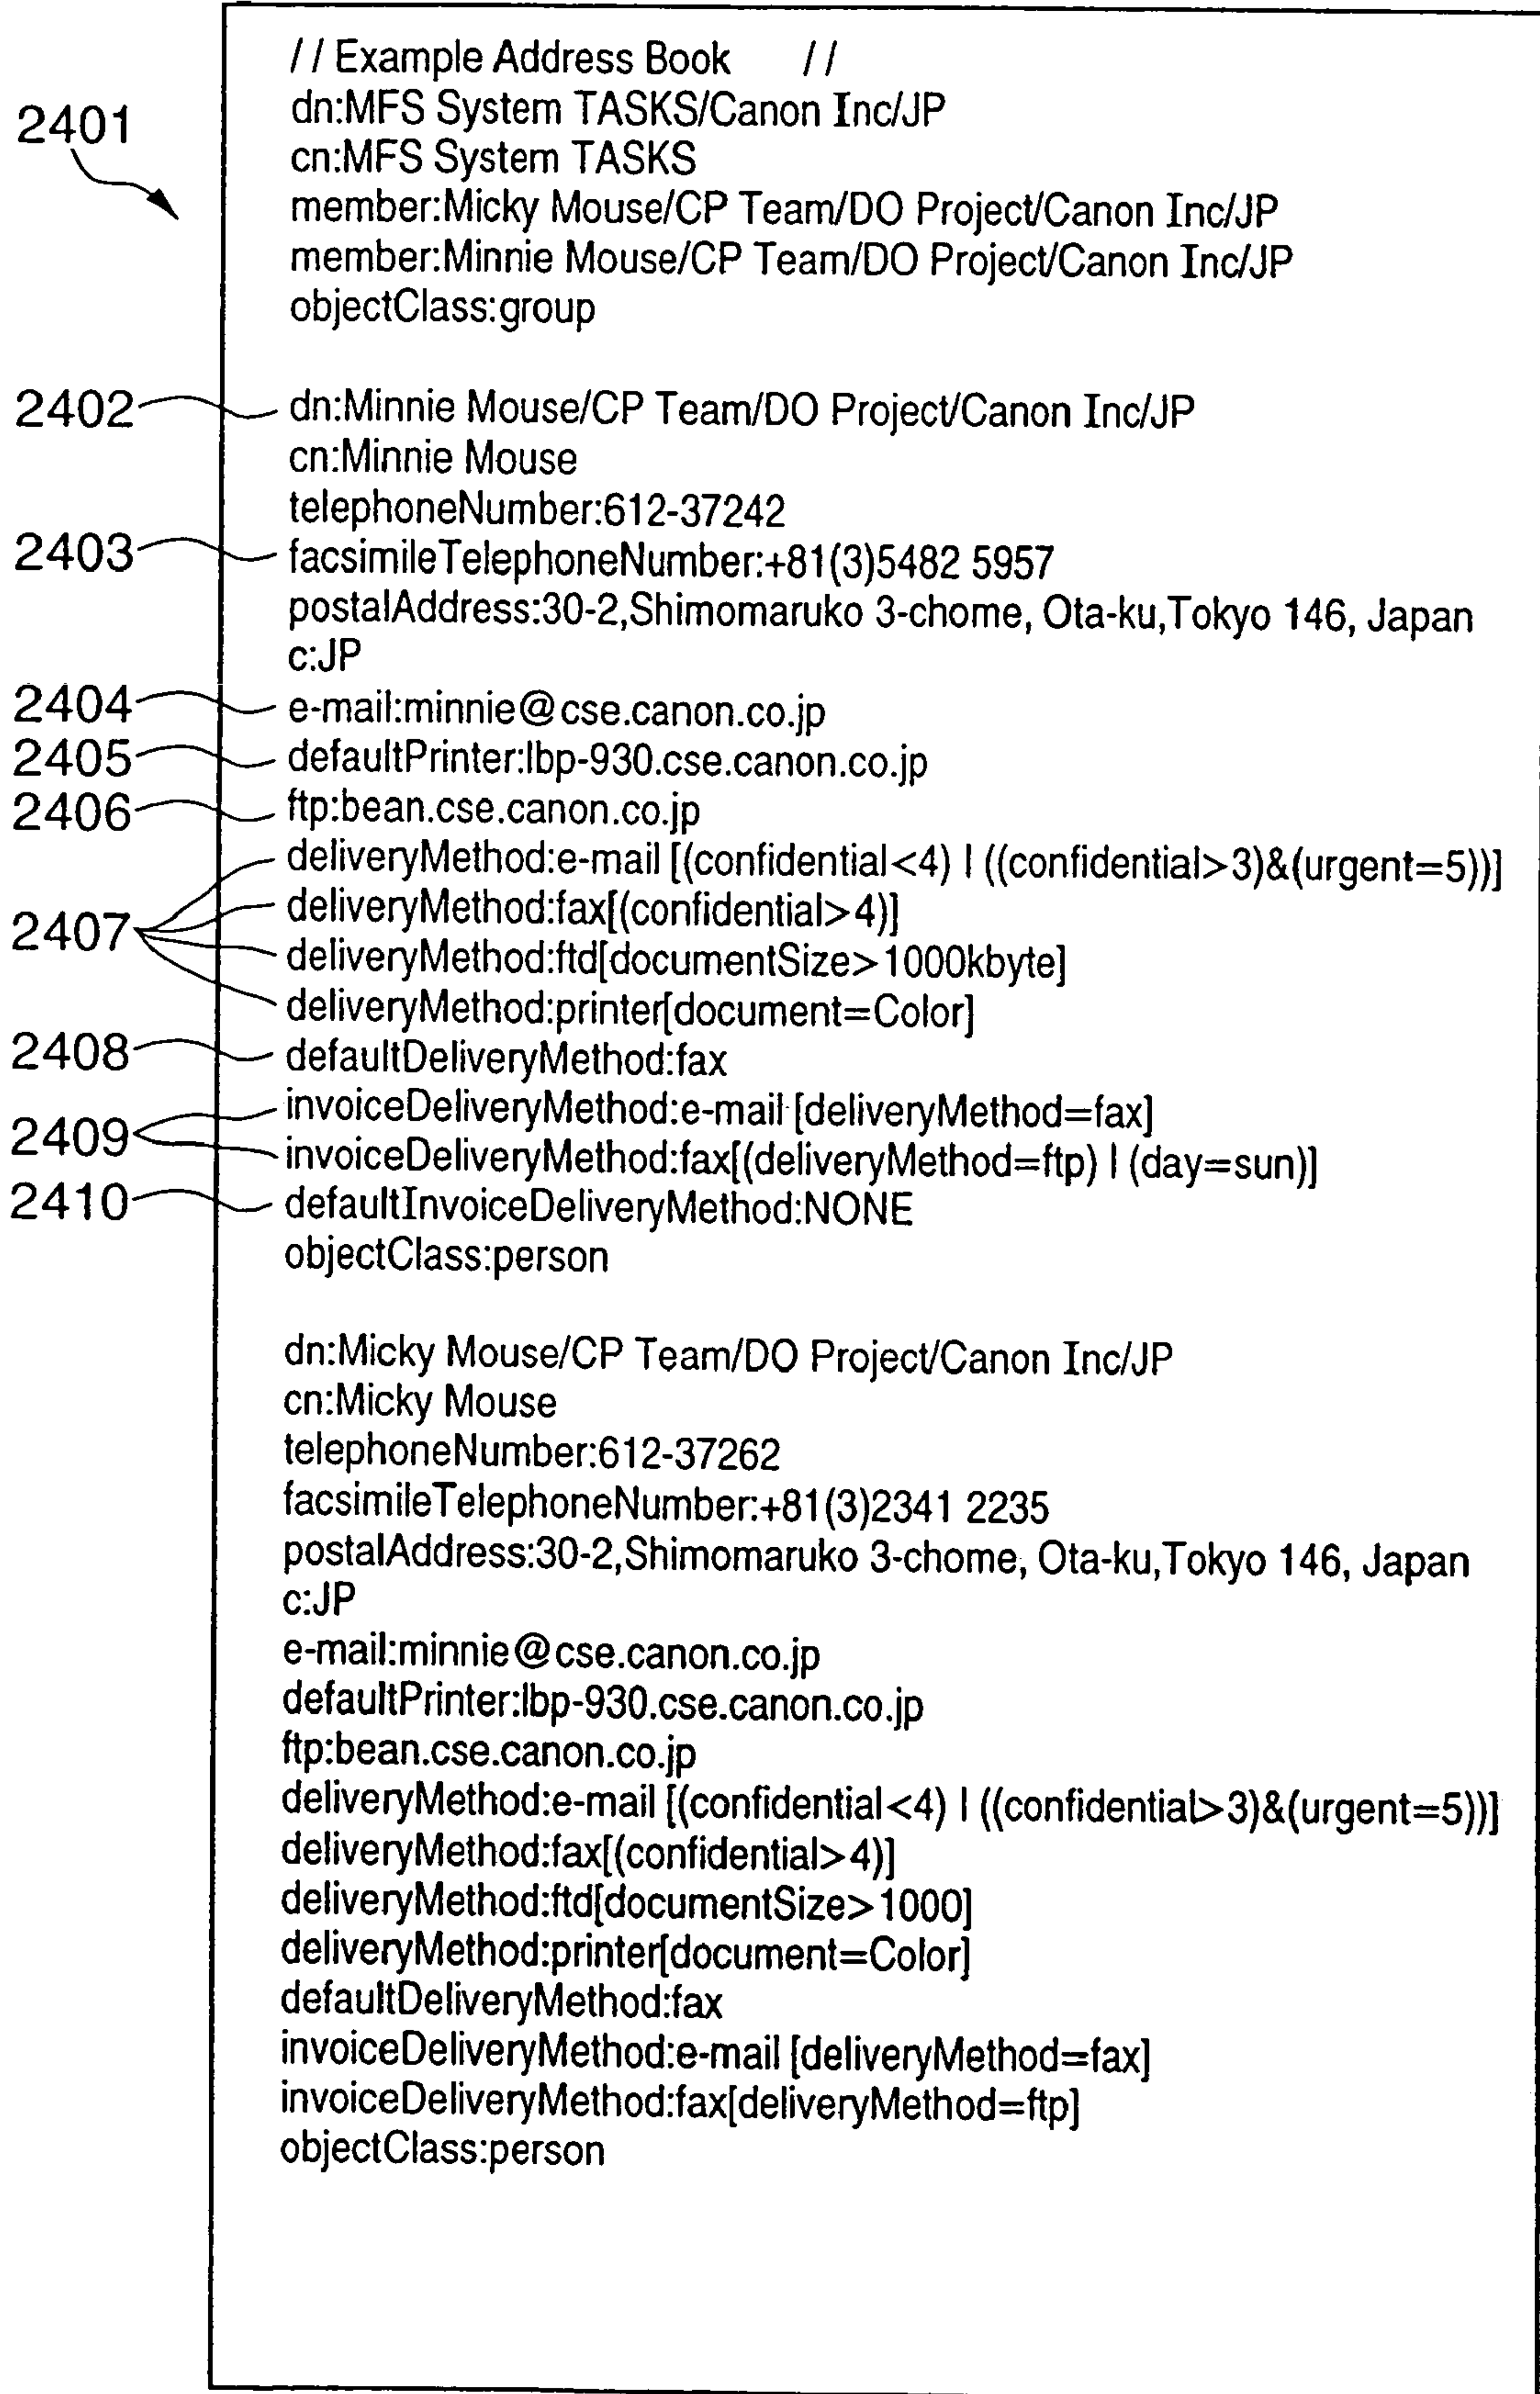 // Example Address Book //
2401
dn:MFS System TASKS/Canon Inc/JP
cn:MFS System TASKS
member:Micky Mouse/CP Team/DO Project/Canon Inc/JP
member:Minnie Mouse/CP Team/DO Project/Canon Inc/JP
objectClass:group
2402 dn:Minnie Mouse/CP Team/DO Project/Canon Inc/JP
cn:Minnie Mouse
telephoneNumber:612-37242
2403 facsimileTelephoneNumber:+81(3)5482 5957
postalAddress:30-2,Shimomaruko 3-chome, Ota-ku,Tokyo 146, Japan
c:JP
2404 e-mail:minnie@cse.canon.co.jp
2405 defaultPrinter:lbp-930.cse.canon.co.jp
2406 ftp:bean.cse.canon.co.jp
deliveryMethod:e-mail [(confidential<4) | ((confidential>3)&(urgent=5))]
2407 deliveryMethod:fax[(confidential>4)]
deliveryMethod:ftd[documentSize>1000kbyte]
deliveryMethod:printer[document=Color]
2408 defaultDeliveryMethod:fax
2409 invoiceDeliveryMethod:e-mail [deliveryMethod=fax]
invoiceDeliveryMethod:fax[(deliveryMethod=ftp) | (day=sun)]
2410 defaultInvoiceDeliveryMethod:NONE
objectClass:person
dn:Micky Mouse/CP Team/DO Project/Canon Inc/JP
cn:Micky Mouse
telephoneNumber:612-37262
facsimileTelephoneNumber:+81(3)2341 2235
postalAddress:30-2,Shimomaruko 3-chome, Ota-ku,Tokyo 146, Japan
c:JP
e-mail:minnie@cse.canon.co.jp
defaultPrinter:lbp-930.cse.canon.co.jp
ftp:bean.cse.canon.co.jp
deliveryMethod:e-mail [(confidential<4) | ((confidential>3)&(urgent=5))]
deliveryMethod:fax[(confidential>4)]
deliveryMethod:ftd[documentSize>1000]
deliveryMethod:printer[document=Color]
defaultDeliveryMethod:fax
invoiceDeliveryMethod:e-mail [deliveryMethod=fax]
invoiceDeliveryMethod:fax[deliveryMethod=ftp]
objectClass:person